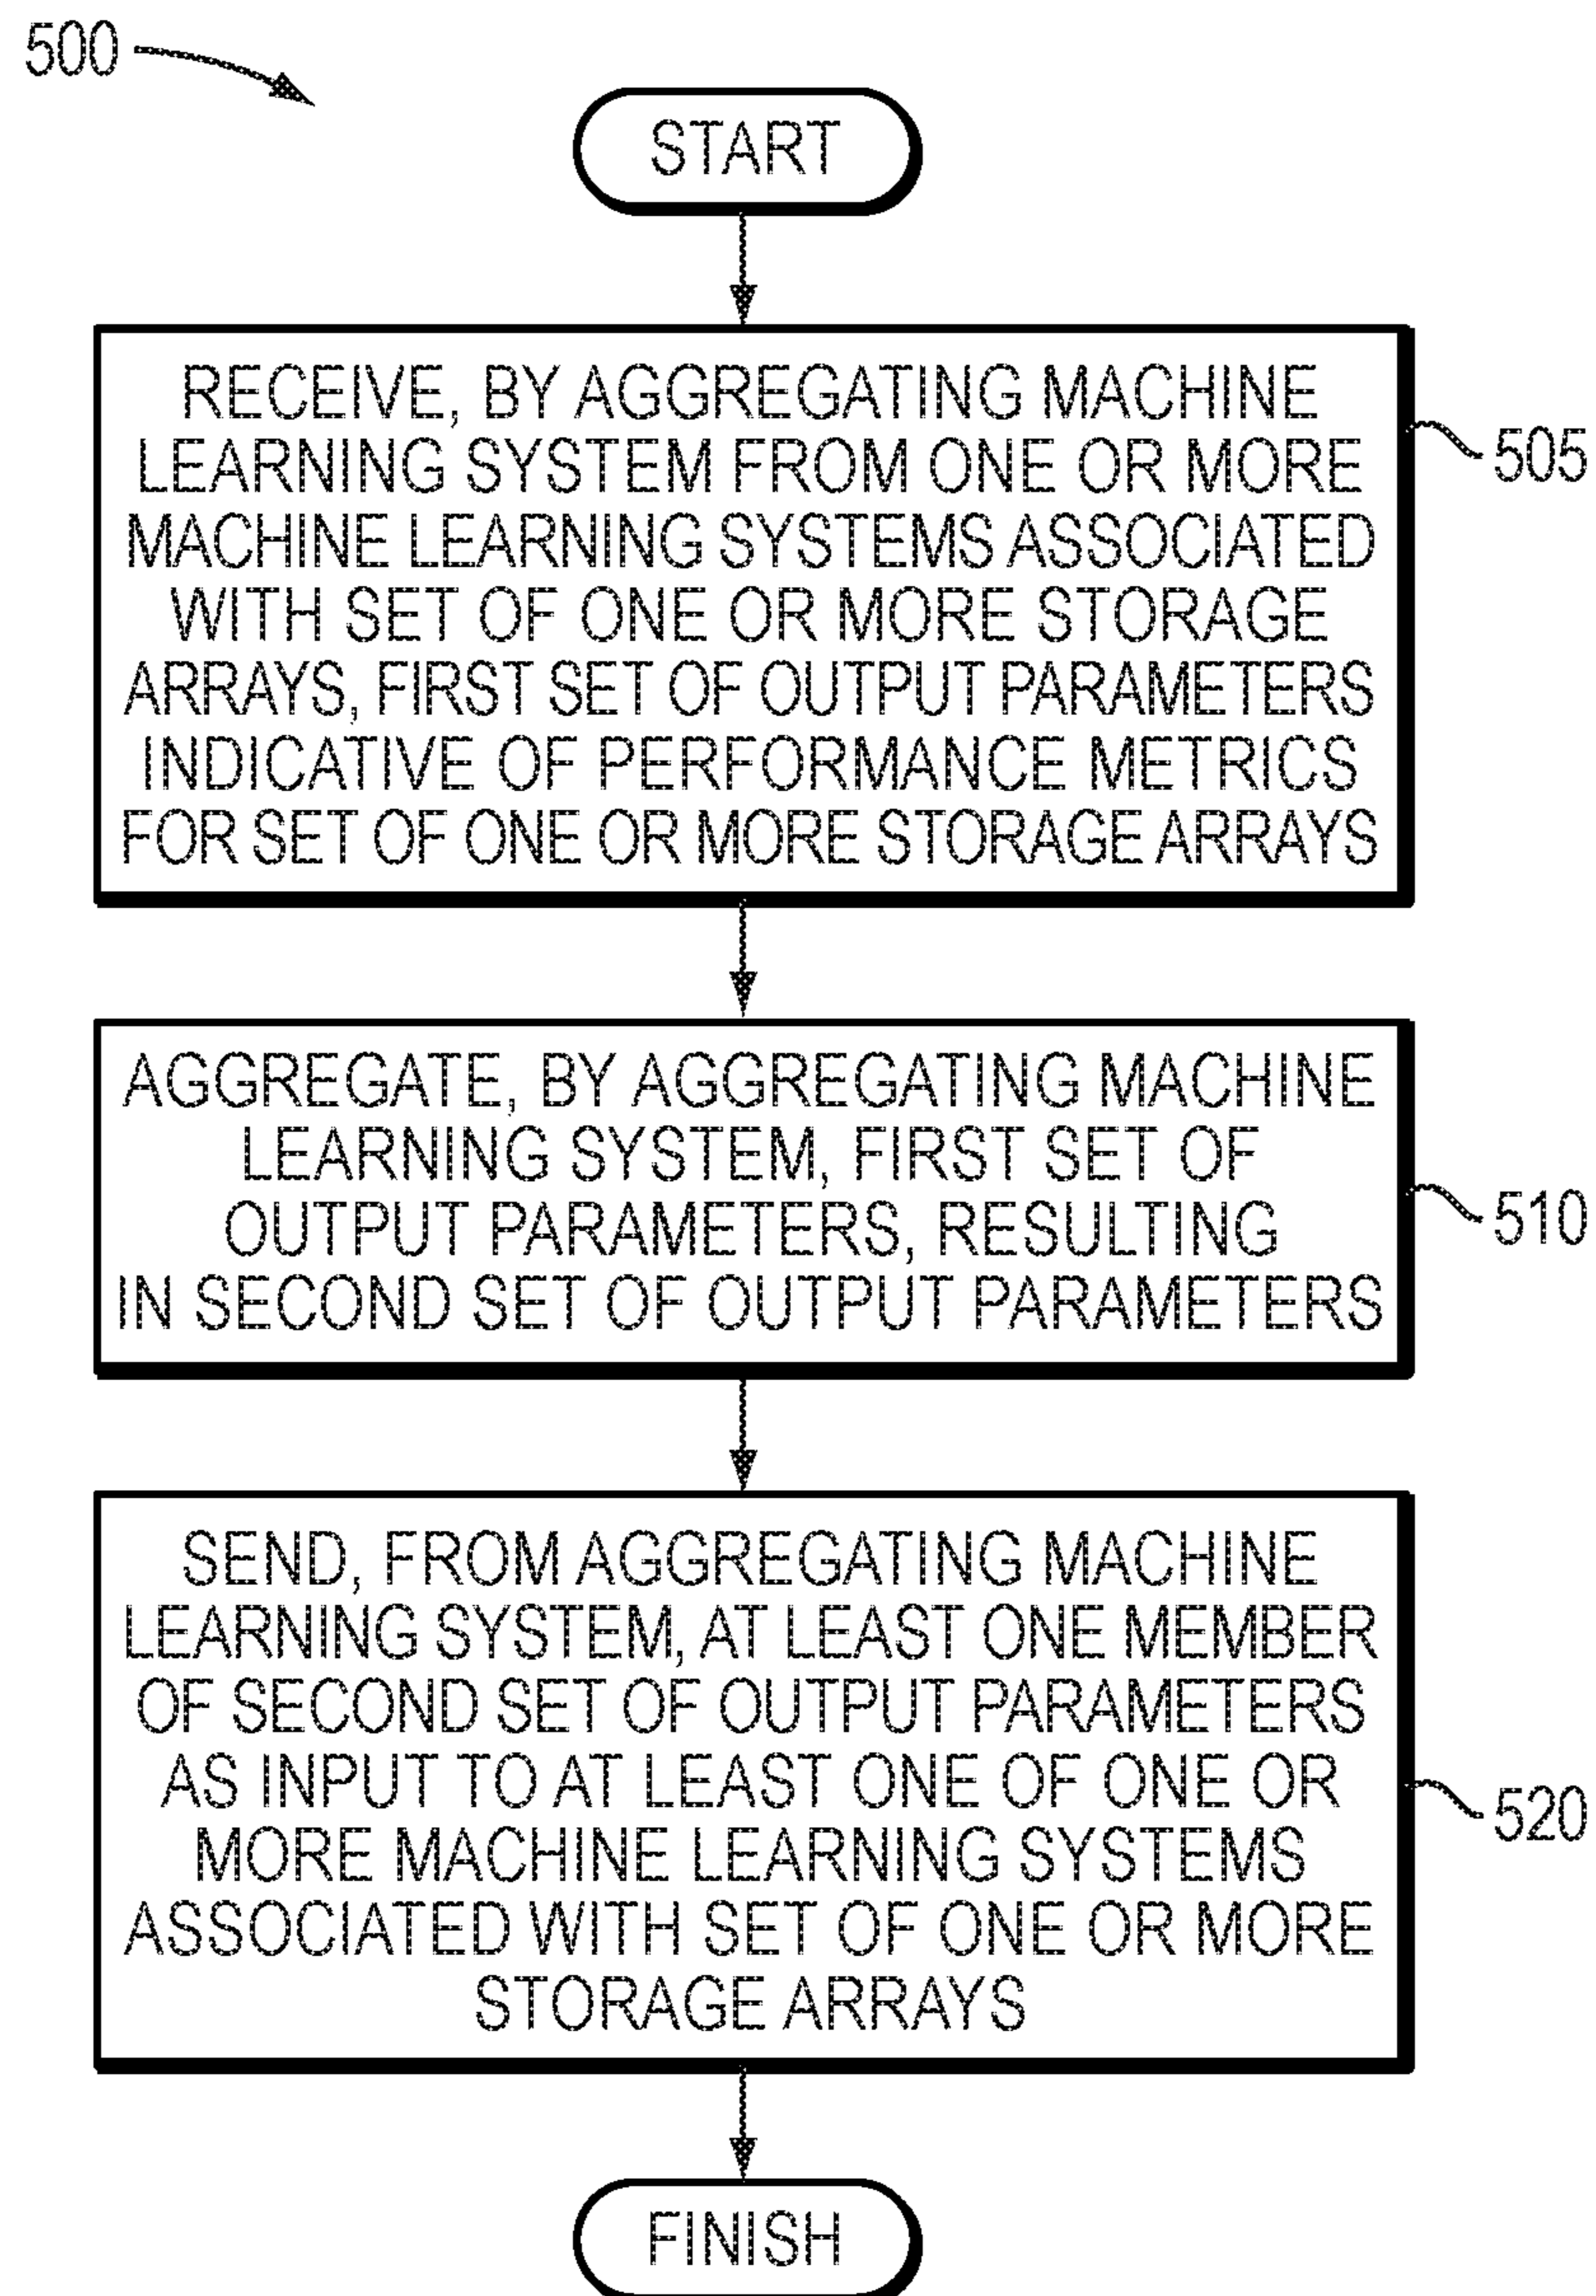 500
START
RECEIVE, BY AGGREGATING MACHINE
LEARNING SYSTEM FROM ONE OR MORE
MACHINE LEARNING SYSTEMS ASSOCIATED
WITH SET OF ONE OR MORE STORAGE
ARRAYS, FIRST SET OF OUTPUT PARAMETERS
INDICATIVE OF PERFORMANCE METRICS
FOR SET OF ONE OR MORE STORAGE ARRAYS
505
AGGREGATE, BY AGGREGATING MACHINE
LEARNING SYSTEM, FIRST SET OF
OUTPUT PARAMETERS, RESULTING
IN SECOND SET OF OUTPUT PARAMETERS
510
SEND, FROM AGGREGATING MACHINE
LEARNING SYSTEM, AT LEAST ONE MEMBER
OF SECOND SET OF OUTPUT PARAMETERS
AS INPUT TO AT LEAST ONE OF ONE OR
MORE MACHINE LEARNING SYSTEMS
ASSOCIATED WITH SET OF ONE OR MORE
STORAGE ARRAYS
520
FINISH